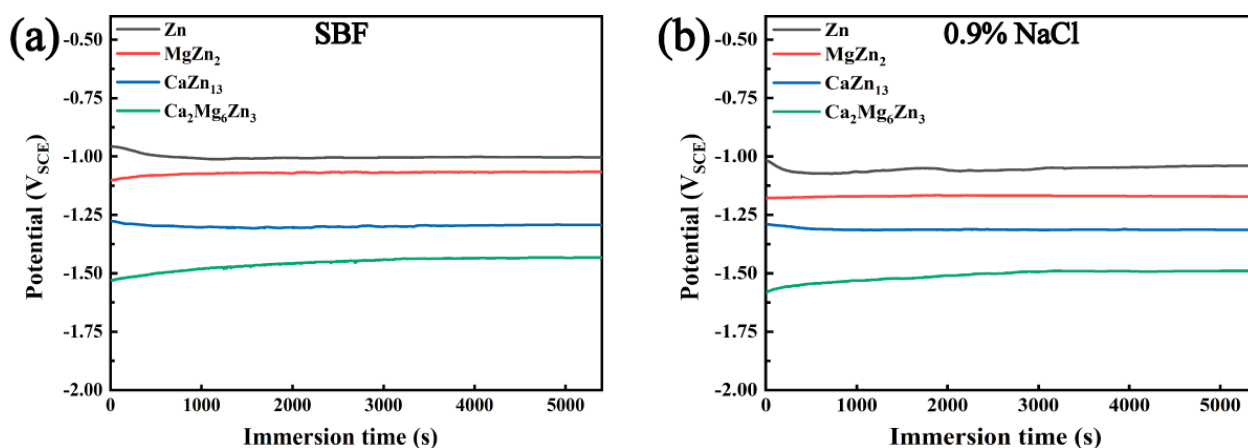 (a)
SBF
Zn
MgZn₂
CaZn₁₃
Ca₂Mg₆Zn₃
Potential (V_SCE)
-0.50
-0.75
-1.00
-1.25
-1.50
-1.75
-2.00
0 1000 2000 3000 4000 5000
Immersion time (s)
(b)
0.9% NaCl
Zn
MgZn₂
CaZn₁₃
Ca₂Mg₆Zn₃
Potential (V_SCE)
-0.50
-0.75
-1.00
-1.25
-1.50
-1.75
-2.00
0 1000 2000 3000 4000 5000
Immersion time (s)